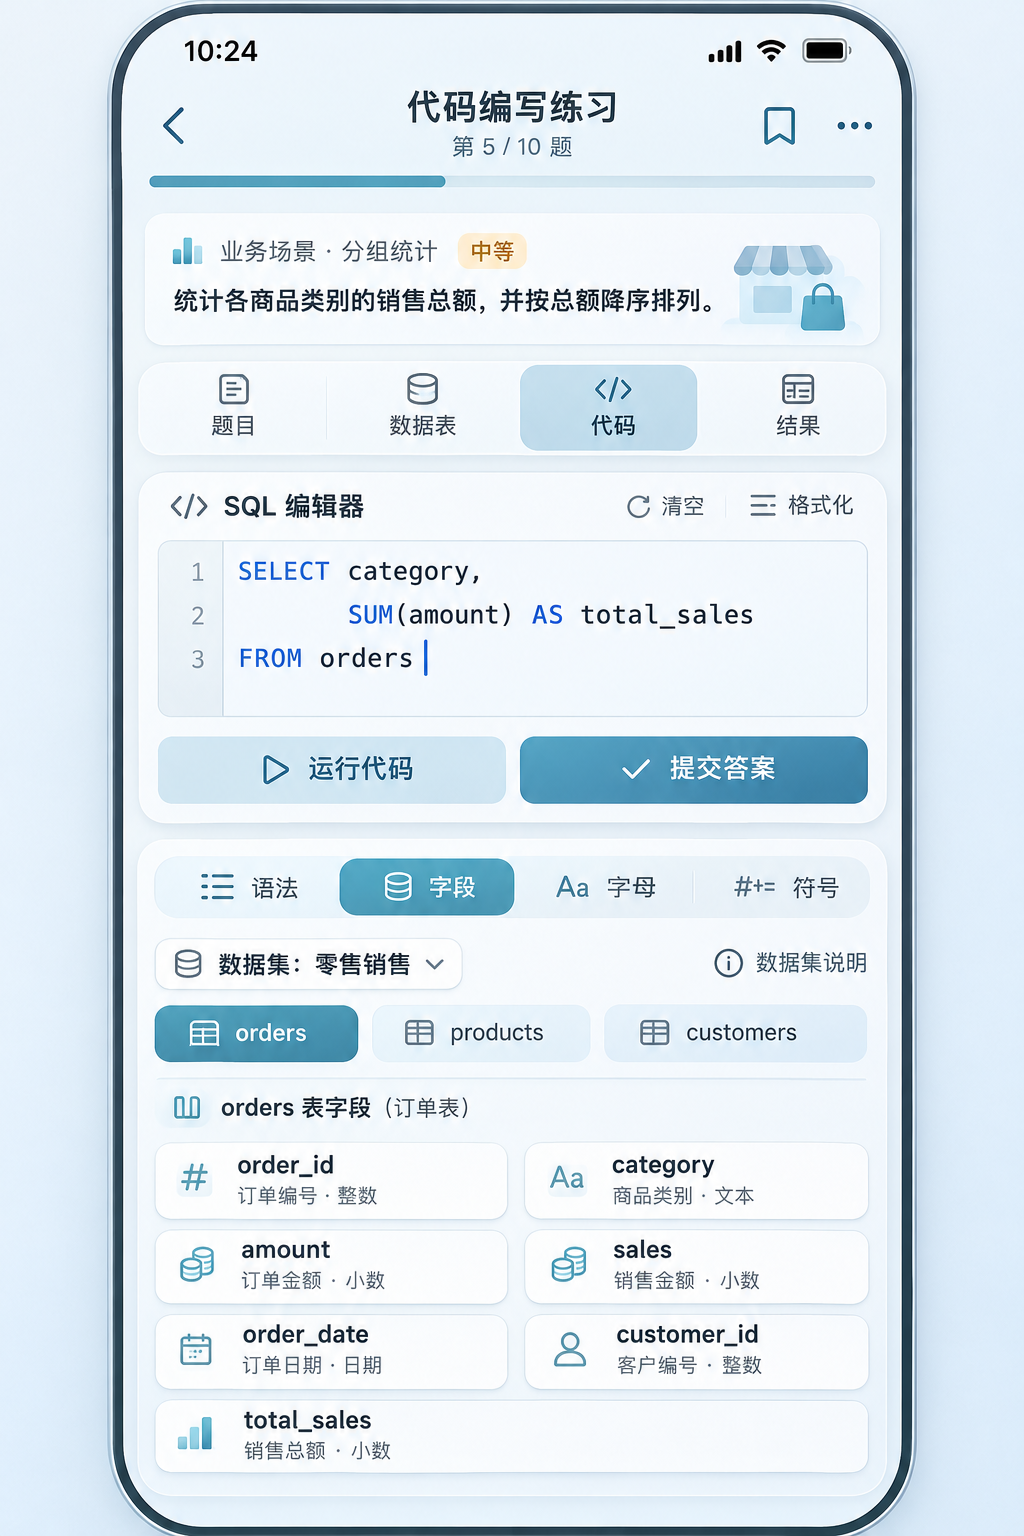 10:24
代码编写练习
第 5 / 10 题
业务场景 · 分组统计 中等
统计各商品类别的销售总额，并按总额降序排列。
题目 数据表 </> 代码 结果
</> SQL 编辑器 清空 格式化
1 SELECT category,
2 SUM(amount) AS total_sales
3 FROM orders
运行代码 提交答案
语法 字段 Aa 字母 #+= 符号
数据集：零售销售 数据集说明
orders products customers
orders 表字段（订单表）
# order_id
订单编号 · 整数
Aa category
商品类别 · 文本
amount
订单金额 · 小数
sales
销售金额 · 小数
order_date
订单日期 · 日期
customer_id
客户编号 · 整数
total_sales
销售总额 · 小数